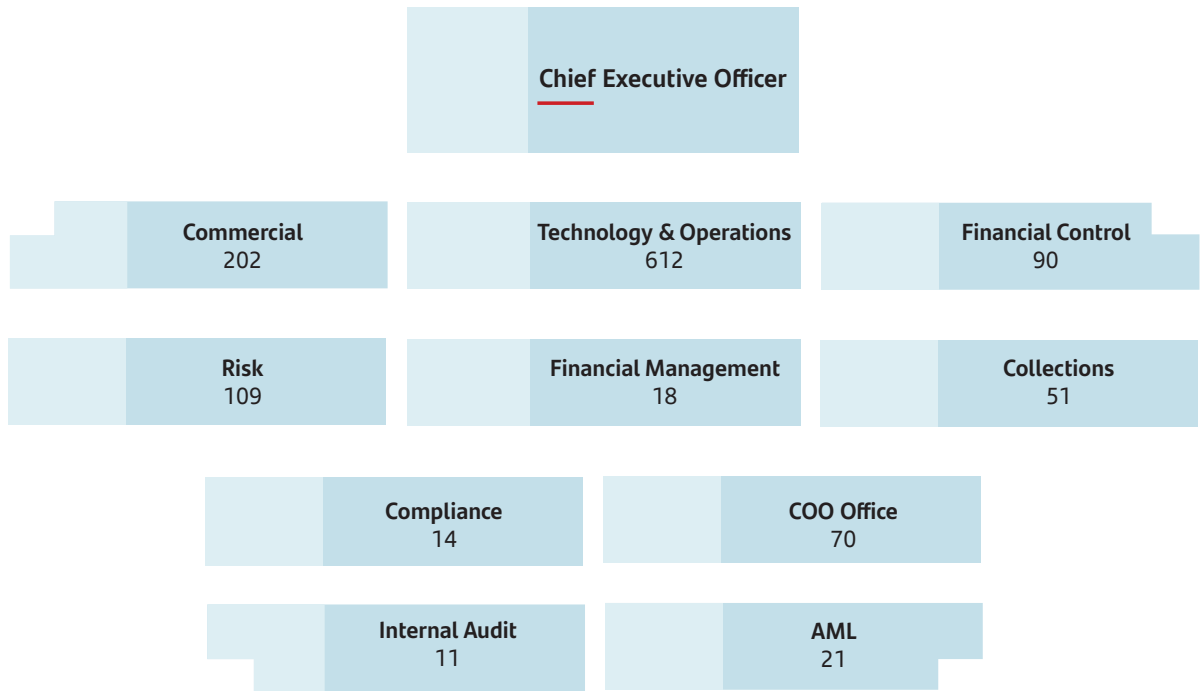 Chief Executive Officer
Commercial
202
Technology & Operations
612
Financial Control
90
Risk
109
Financial Management
18
Collections
51
Compliance
14
COO Office
70
Internal Audit
11
AML
21